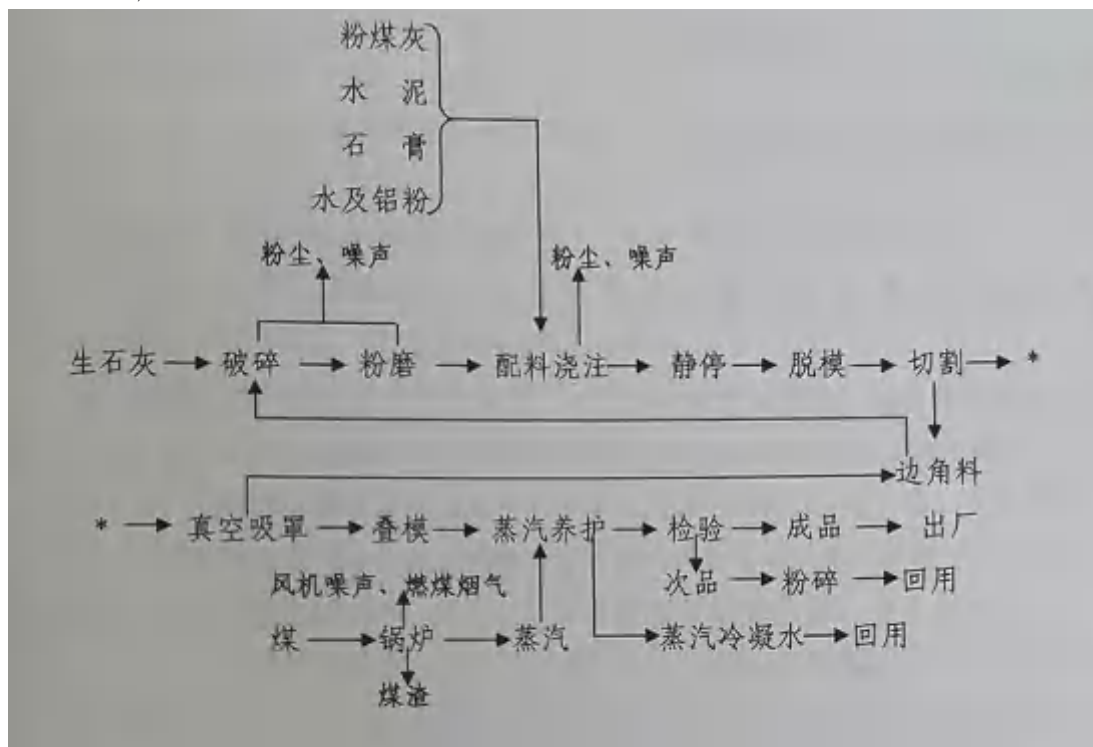 粉煤灰
水 泥
石 膏
水及铝粉
粉尘、噪声 粉尘、噪声
生石灰 破碎 粉磨 配料浇注 静停 脱模 切割 *
边角料
* 真空吸罩 叠模 蒸汽养护 检验 成品 出厂
风机噪声、燃煤烟气 次品 粉碎 回用
煤 锅炉 蒸汽 蒸汽冷凝水 回用
煤渣